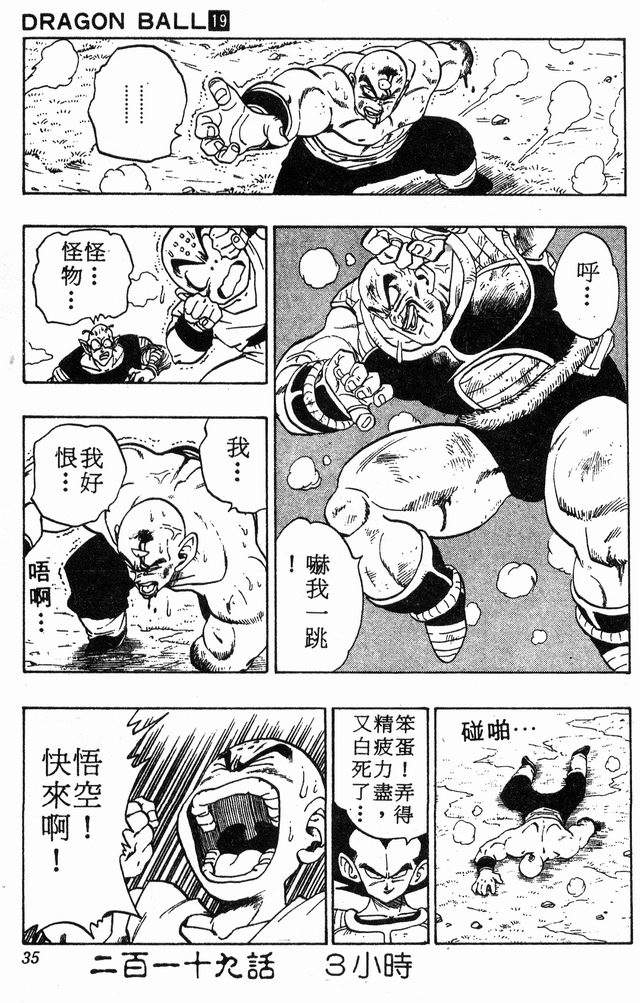 DRAGON BALL 19
……
呼…
嚇我一跳
！
怪…
怪物…
我…
我好
恨…
唔啊…
碰啪…
笨蛋！弄得
精疲力盡，
又白死了…
悟空！
快來啊！
35
二百一十九話 3小時